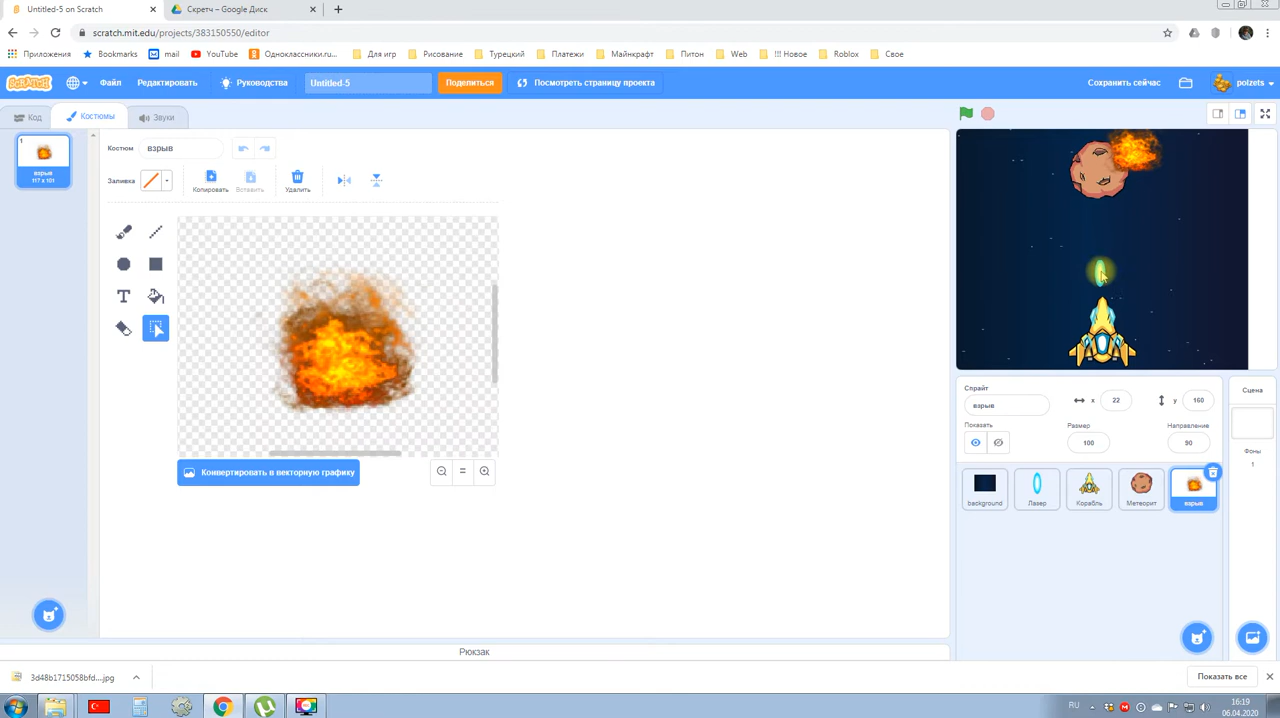 Untitled-5 on Scratch
Скретч – Google Диск
scratch.mit.edu/projects/383150550/editor
Приложения Bookmarks mail YouTube Одноклассники.ru... Для игр Рисование Турецкий Платежи Майнкрафт Питон Web !!! Новое Roblox Свое
SCRATCH Файл Редактировать Руководства Untitled-5 Поделиться Посмотреть страницу проекта Сохранить сейчас polzets
Код Костюмы Звуки
1
взрыв
117 x 101
Костюм взрыв
Заливка Копировать Вставить Удалить
T
Конвертировать в векторную графику
Рюкзак
Спрайт
взрыв x 22 y 160
Показать Размер Направление
100 90
background Лазер Корабль Метеорит взрыв
Сцена
Фоны
1
3d48b1715058bfd....jpg
Показать все
RU
16:19
06.04.2020